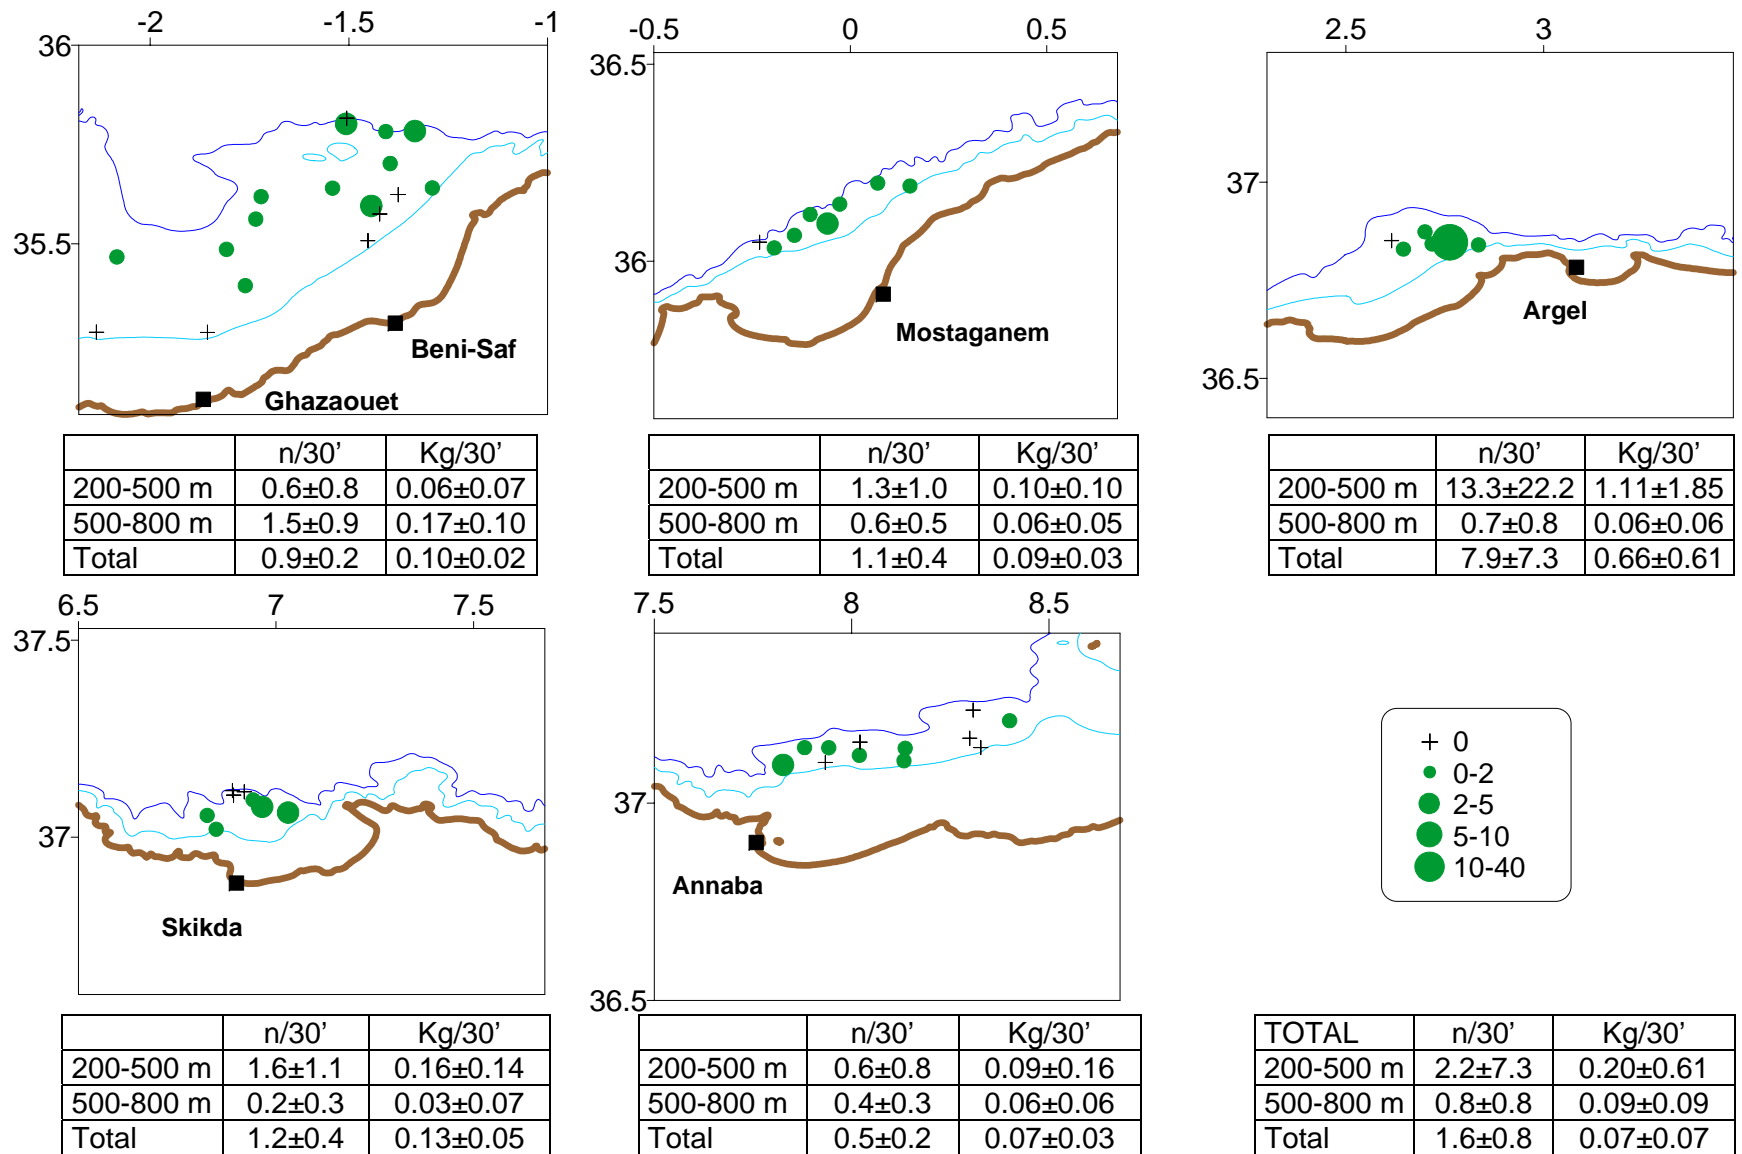 -2 -1.5 -1
36
35.5
Beni-Saf
Ghazaouet
n/30’ Kg/30’
200-500 m 0.6±0.8 0.06±0.07
500-800 m 1.5±0.9 0.17±0.10
Total 0.9±0.2 0.10±0.02
-0.5 0 0.5
36.5
36
Mostaganem
n/30’ Kg/30’
200-500 m 1.3±1.0 0.10±0.10
500-800 m 0.6±0.5 0.06±0.05
Total 1.1±0.4 0.09±0.03
2.5 3
37
36.5
Argel
n/30’ Kg/30’
200-500 m 13.3±22.2 1.11±1.85
500-800 m 0.7±0.8 0.06±0.06
Total 7.9±7.3 0.66±0.61
6.5 7 7.5
37.5
37
Skikda
n/30’ Kg/30’
200-500 m 1.6±1.1 0.16±0.14
500-800 m 0.2±0.3 0.03±0.07
Total 1.2±0.4 0.13±0.05
7.5 8 8.5
37
36.5
Annaba
n/30’ Kg/30’
200-500 m 0.6±0.8 0.09±0.16
500-800 m 0.4±0.3 0.06±0.06
Total 0.5±0.2 0.07±0.03
0
0-2
2-5
5-10
10-40
TOTAL n/30’ Kg/30’
200-500 m 2.2±7.3 0.20±0.61
500-800 m 0.8±0.8 0.09±0.09
Total 1.6±0.8 0.07±0.07